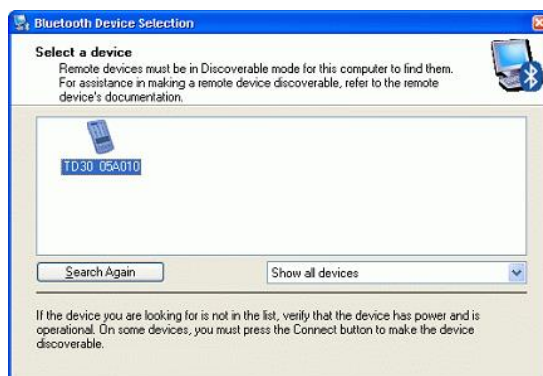 Bluetooth Device Selection
Select a device
Remote devices must be in Discoverable mode for this computer to find them.
For assistance in making a remote device discoverable, refer to the remote
device's documentation.
TD30 05A010
Search Again
Show all devices
If the device you are looking for is not in the list, verify that the device has power and is
operational. On some devices, you must press the Connect button to make the device
discoverable.